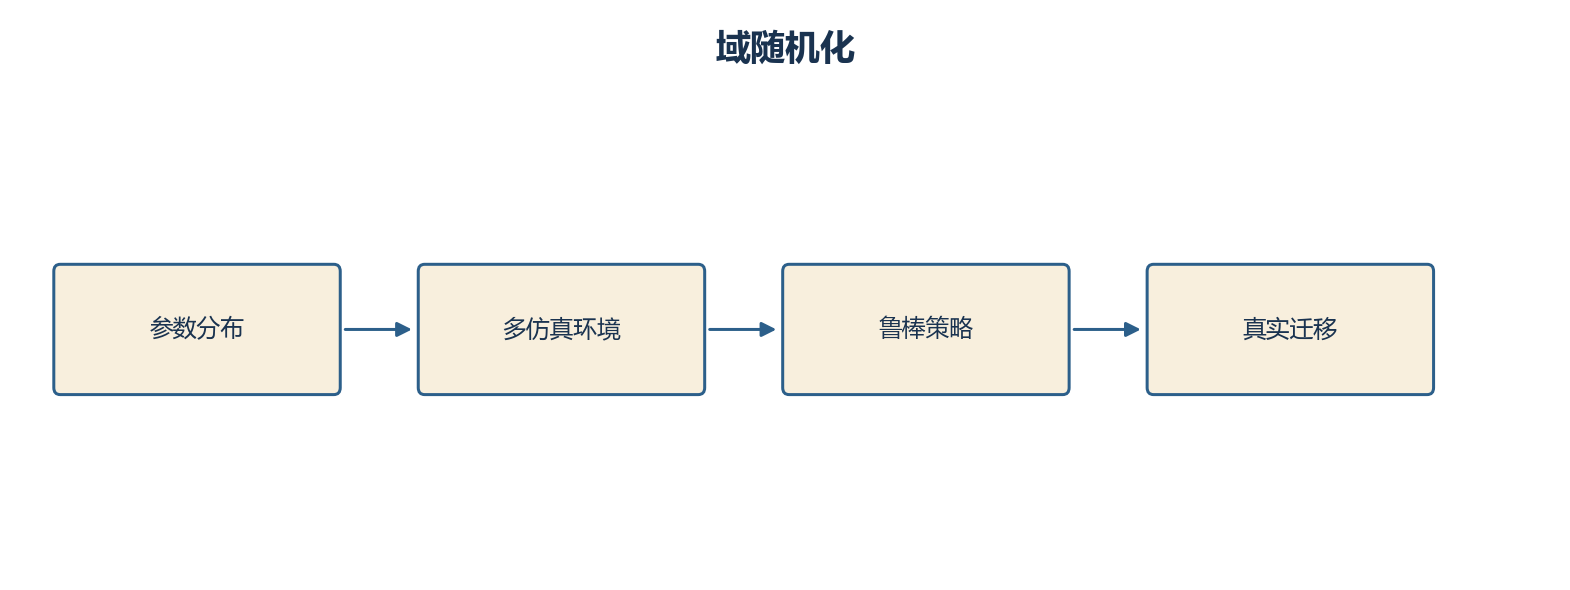 域随机化
参数分布
多仿真环境
鲁棒策略
真实迁移